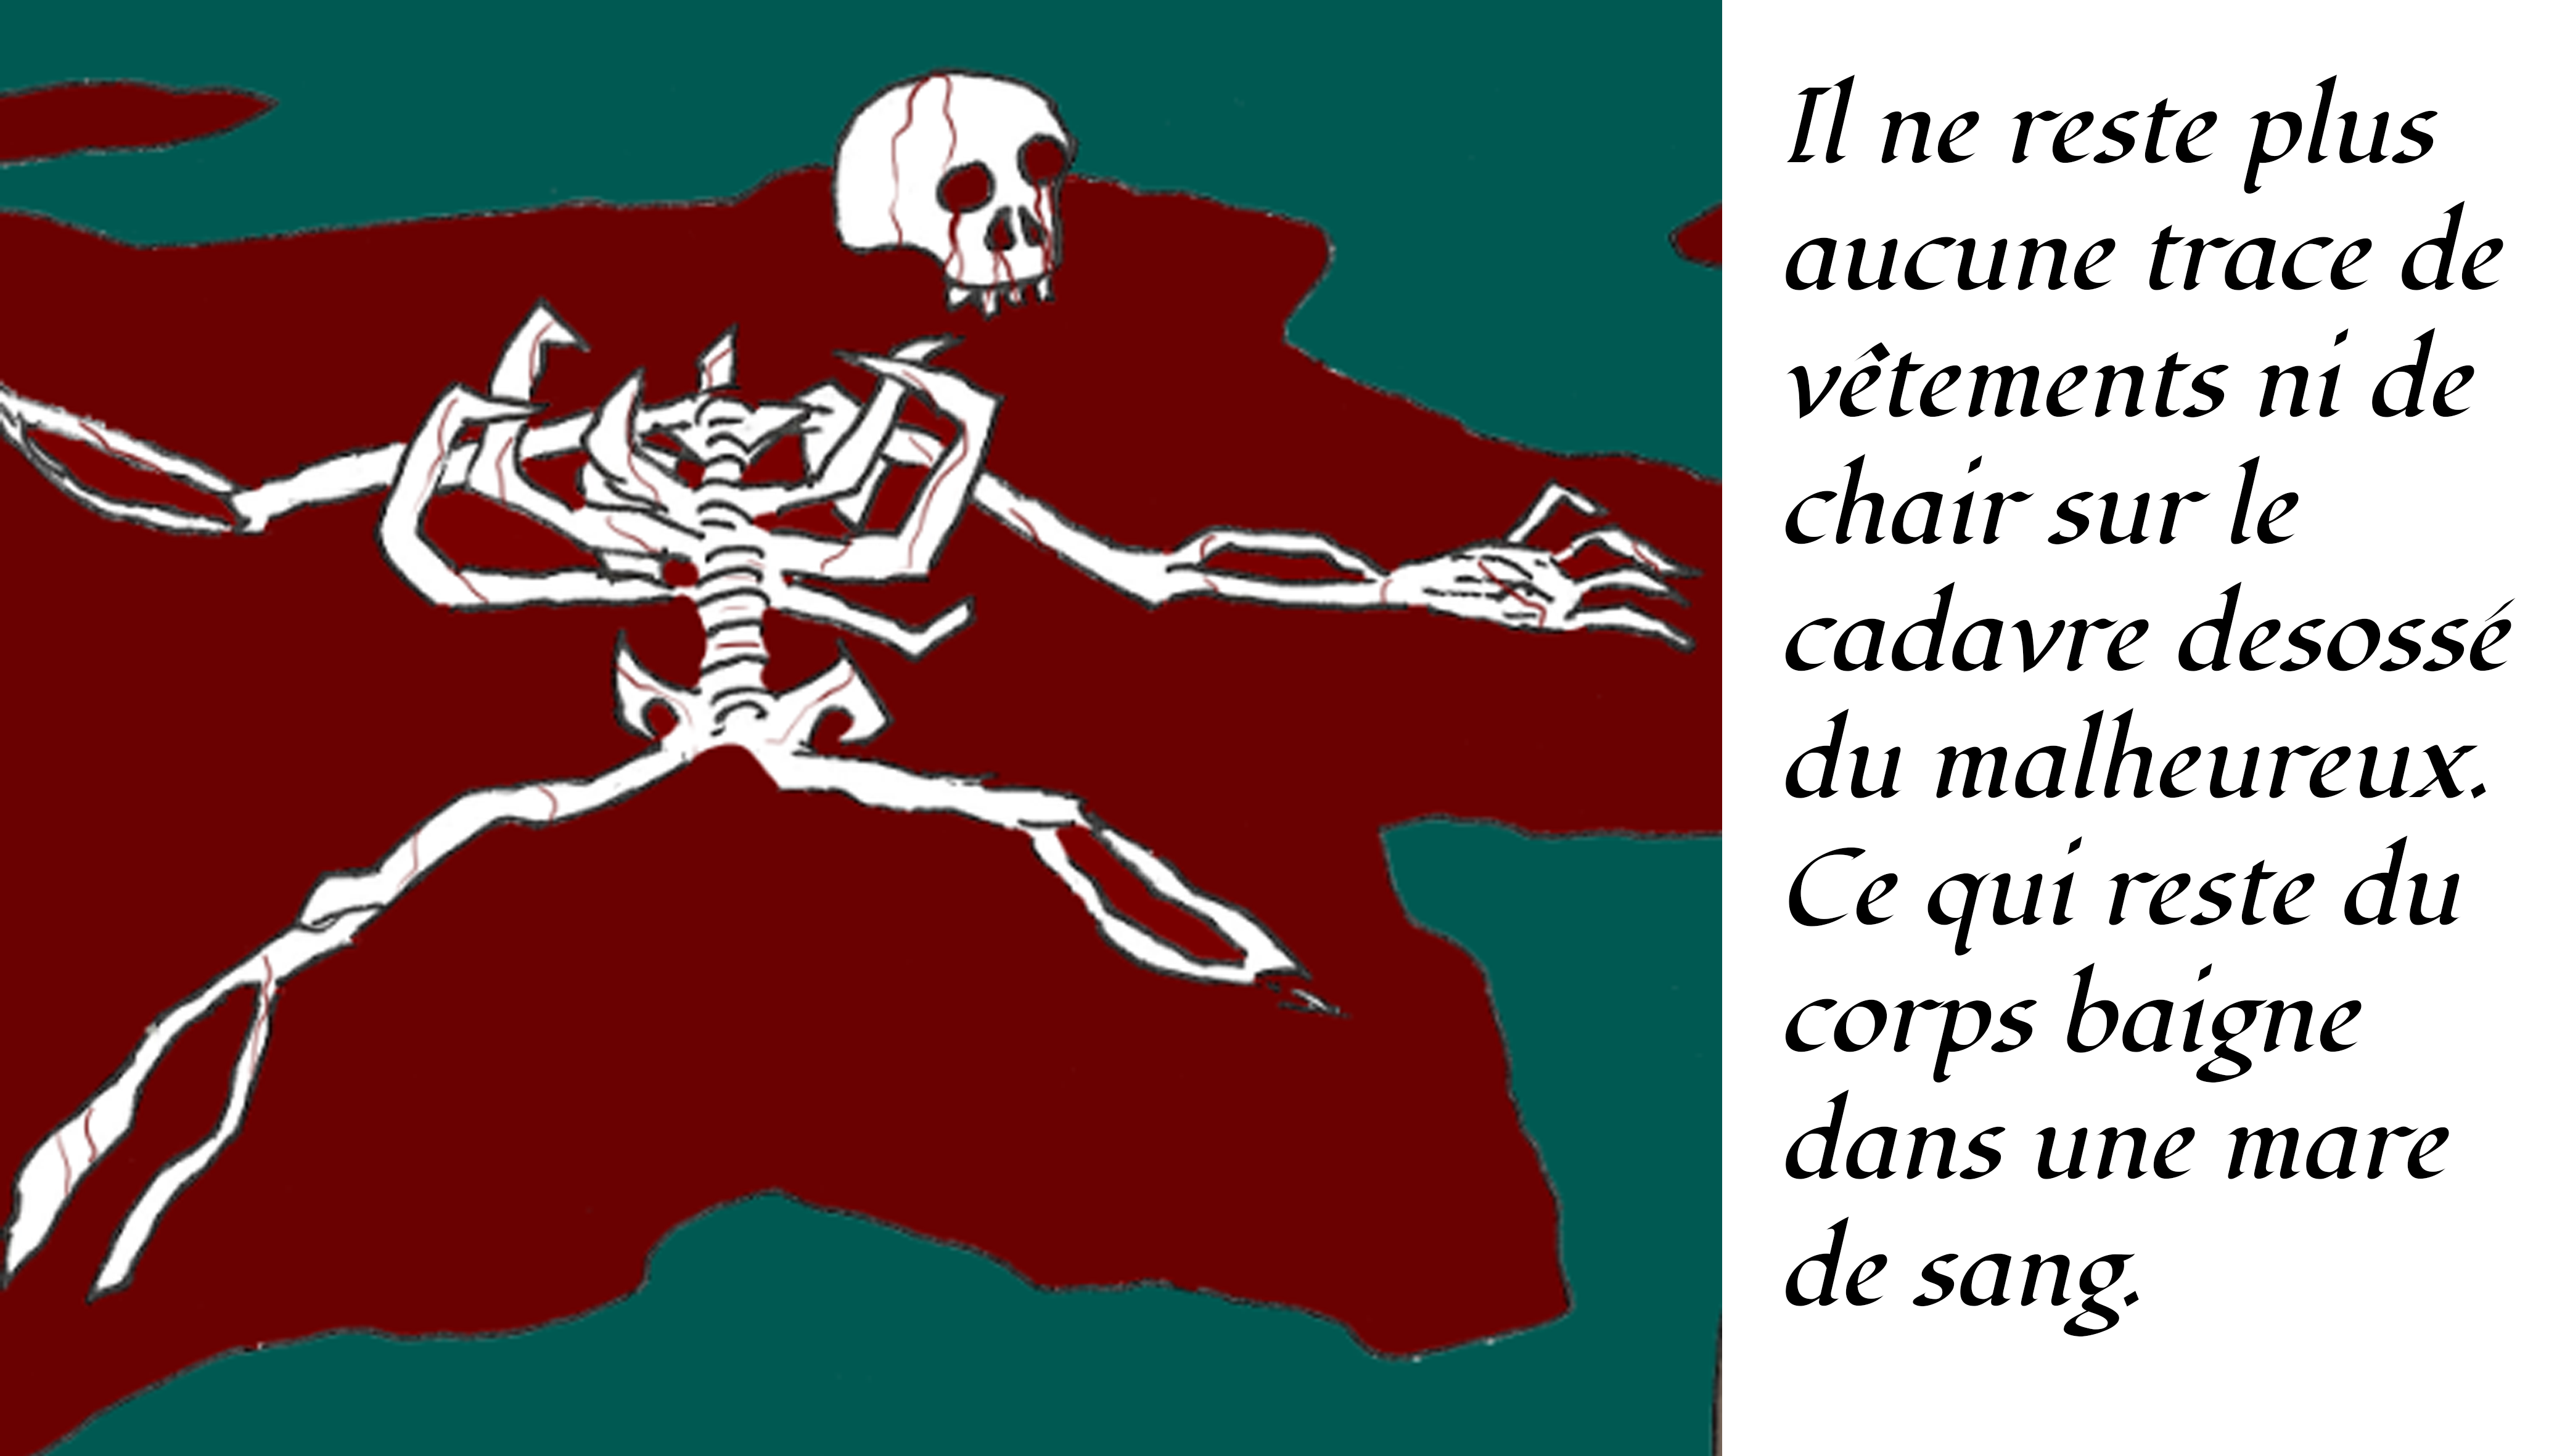 Il ne reste plus
aucune trace de
vêtements ni de
chair sur le
cadavre desossé
du malheureux.
Ce qui reste du
corps baigne
dans une mare
de sang.